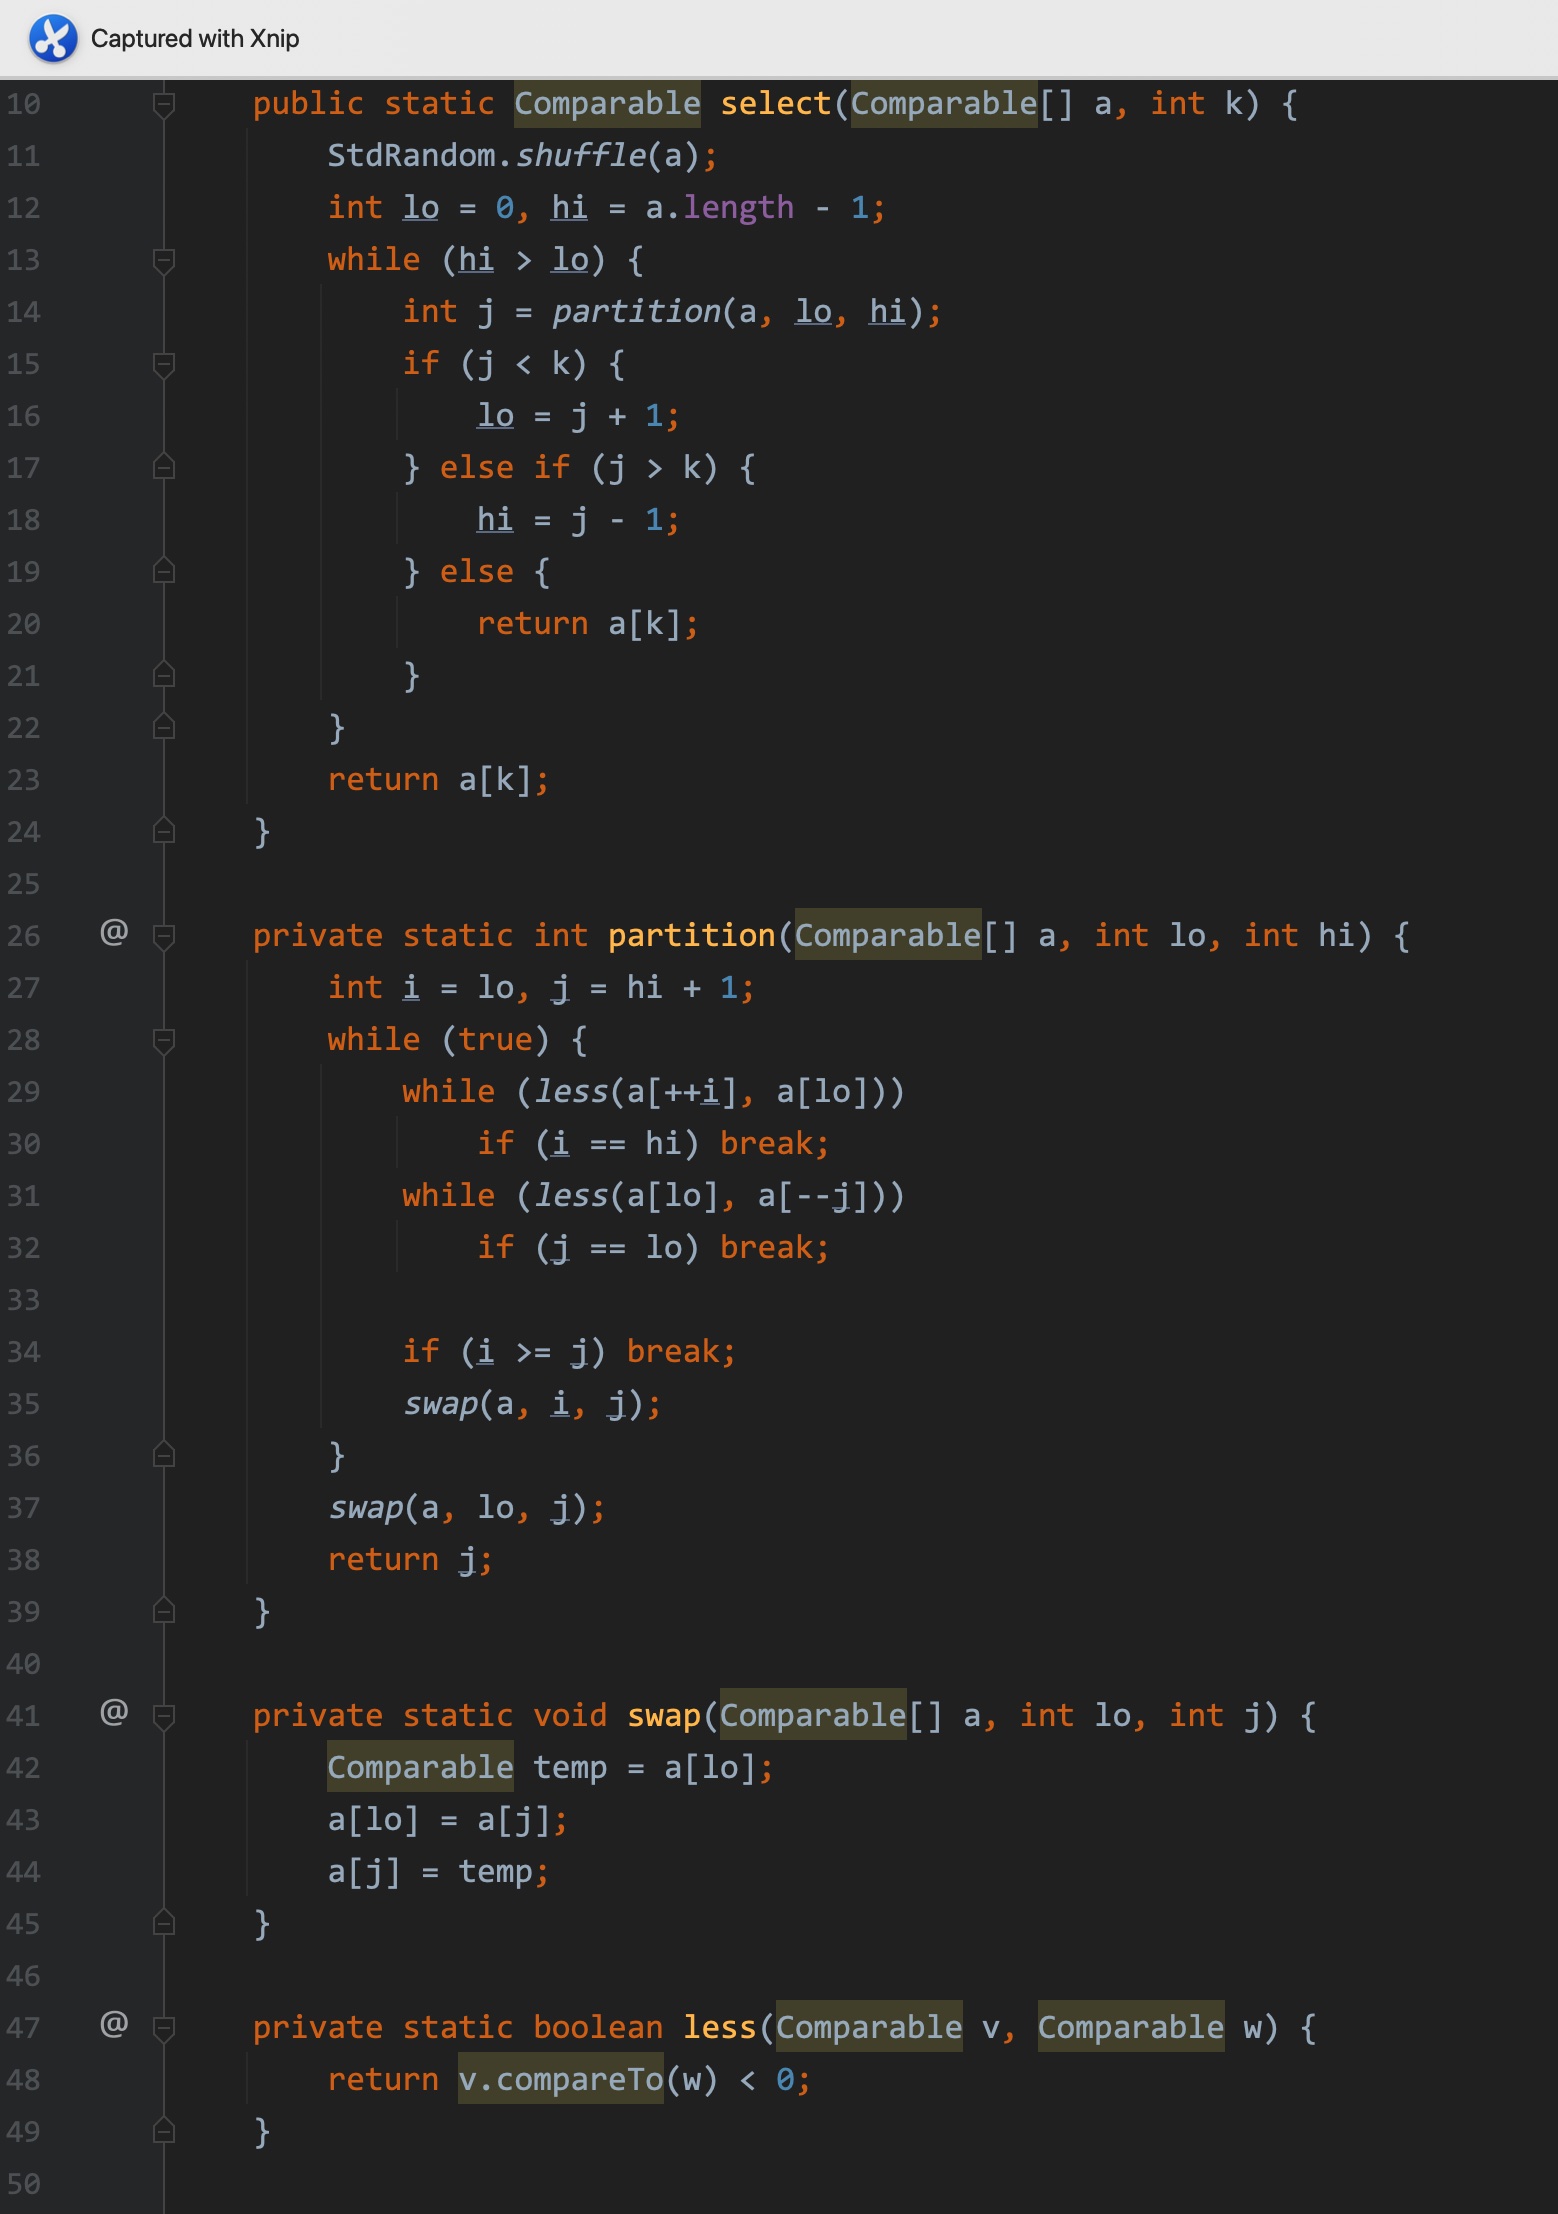 Captured with Xnip
10 public static Comparable select(Comparable[] a, int k) {
11 StdRandom.shuffle(a);
12 int lo = 0, hi = a.length - 1;
13 while (hi > lo) {
14 int j = partition(a, lo, hi);
15 if (j < k) {
16 lo = j + 1;
17 } else if (j > k) {
18 hi = j - 1;
19 } else {
20 return a[k];
21 }
22 }
23 return a[k];
24 }
25
26 @ private static int partition(Comparable[] a, int lo, int hi) {
27 int i = lo, j = hi + 1;
28 while (true) {
29 while (less(a[++i], a[lo]))
30 if (i == hi) break;
31 while (less(a[lo], a[--j]))
32 if (j == lo) break;
33
34 if (i >= j) break;
35 swap(a, i, j);
36 }
37 swap(a, lo, j);
38 return j;
39 }
40
41 @ private static void swap(Comparable[] a, int lo, int j) {
42 Comparable temp = a[lo];
43 a[lo] = a[j];
44 a[j] = temp;
45 }
46
47 @ private static boolean less(Comparable v, Comparable w) {
48 return v.compareTo(w) < 0;
49 }
50